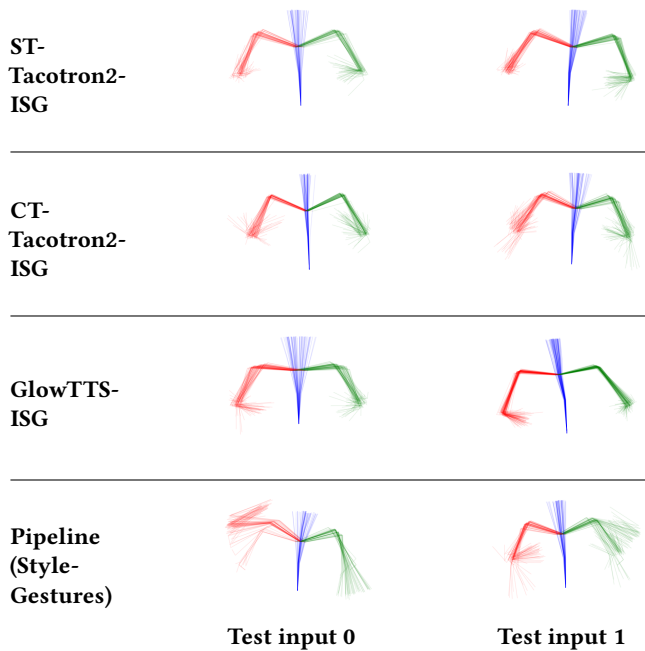 ST-
Tacotron2-
ISG
CT-
Tacotron2-
ISG
GlowTTS-
ISG
Pipeline
(Style-
Gestures)
Test input 0
Test input 1